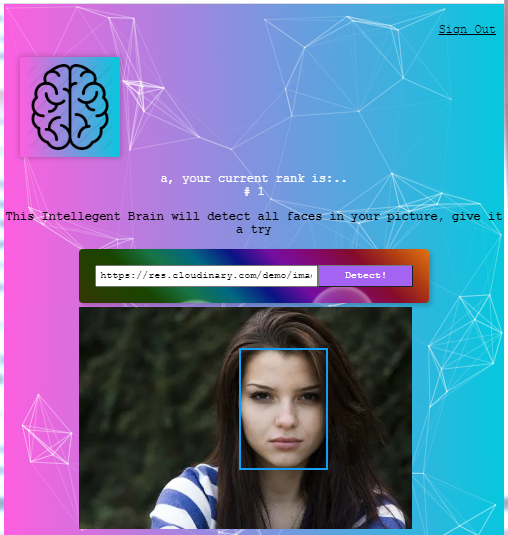 Sign Out
a, your current rank is:..
# 1
This Intellegent Brain will detect all faces in your picture, give it
a try
https://res.cloudinary.com/demo/ima
Detect!